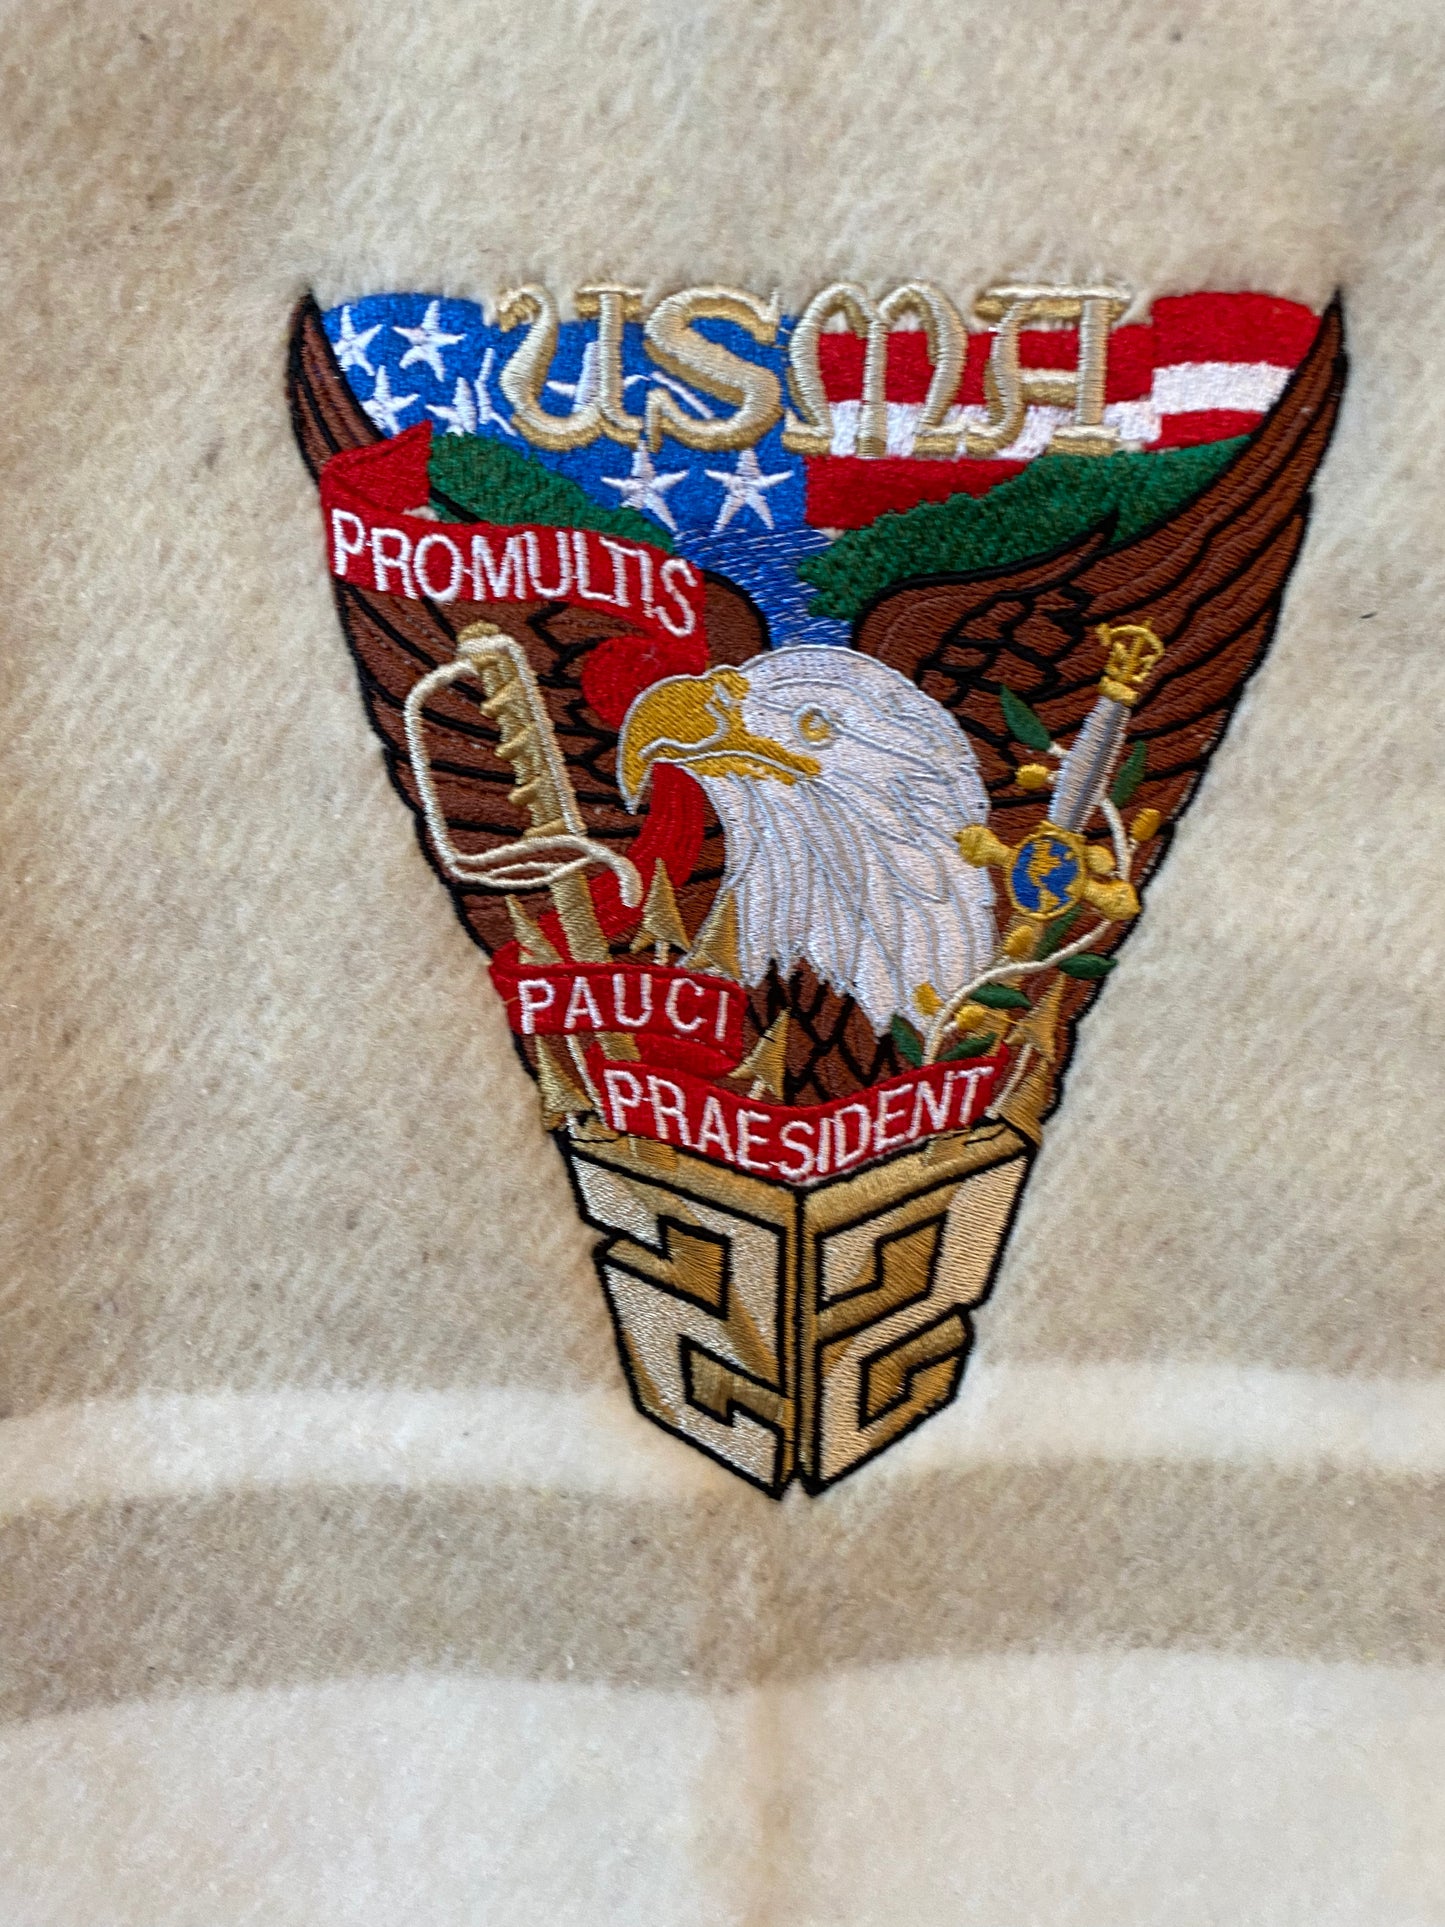 USMA
PRO MULTIS
PAUCI
PRAESIDENT
22